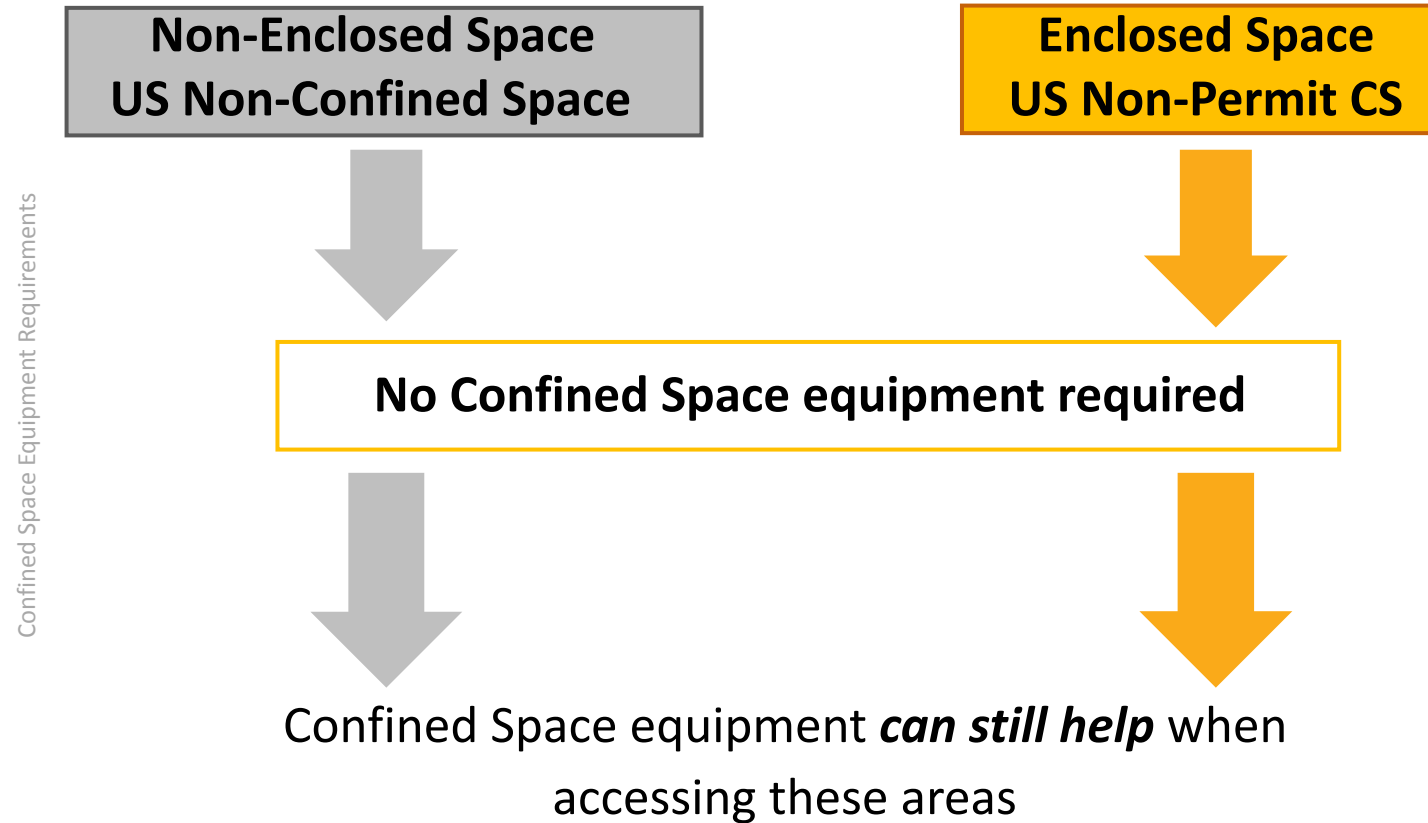 Non-Enclosed Space
US Non-Confined Space
Enclosed Space
US Non-Permit CS
Confined Space Equipment Requirements
No Confined Space equipment required
Confined Space equipment can still help when
accessing these areas